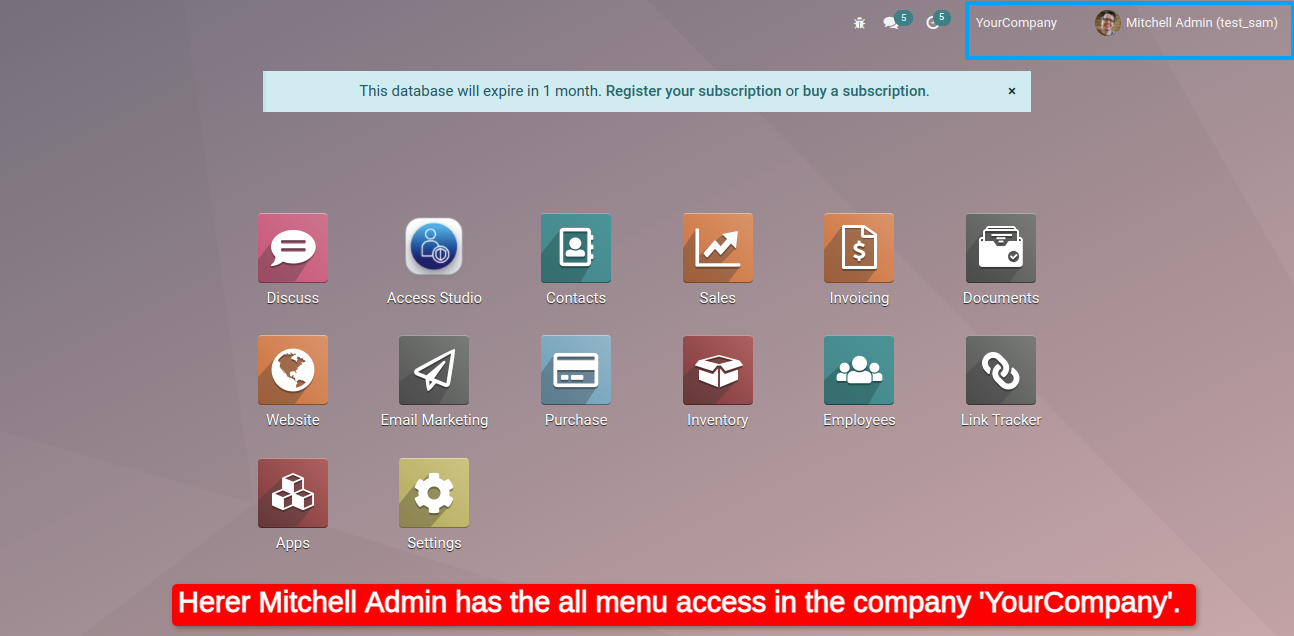 5 5 YourCompany Mitchell Admin (test_sam)
This database will expire in 1 month. Register your subscription or buy a subscription. ×
Discuss Access Studio Contacts Sales Invoicing Documents
Website Email Marketing Purchase Inventory Employees Link Tracker
Apps Settings
Herer Mitchell Admin has the all menu access in the company 'YourCompany'.